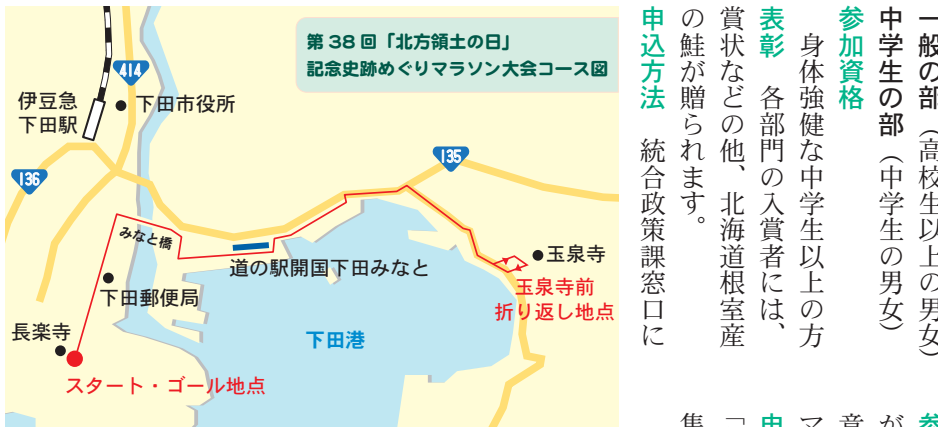 第38回「北方領土の日」
記念史跡めぐりマラソン大会コース図
414
伊豆急
下田駅
下田市役所
136
135
みなと橋
道の駅開国下田みなと
玉泉寺
玉泉寺前
折り返し地点
下田郵便局
下田港
長楽寺
スタート・ゴール地点
一般の部（高校生以上の男女）
中学生の部（中学生の男女）
参加資格
身体強健な中学生以上の方
表彰　各部門の入賞者には、
賞状などの他、北海道根室産
の鮭が贈られます。
申込方法　統合政策課窓口に
参
が
意
マ
申
「
集